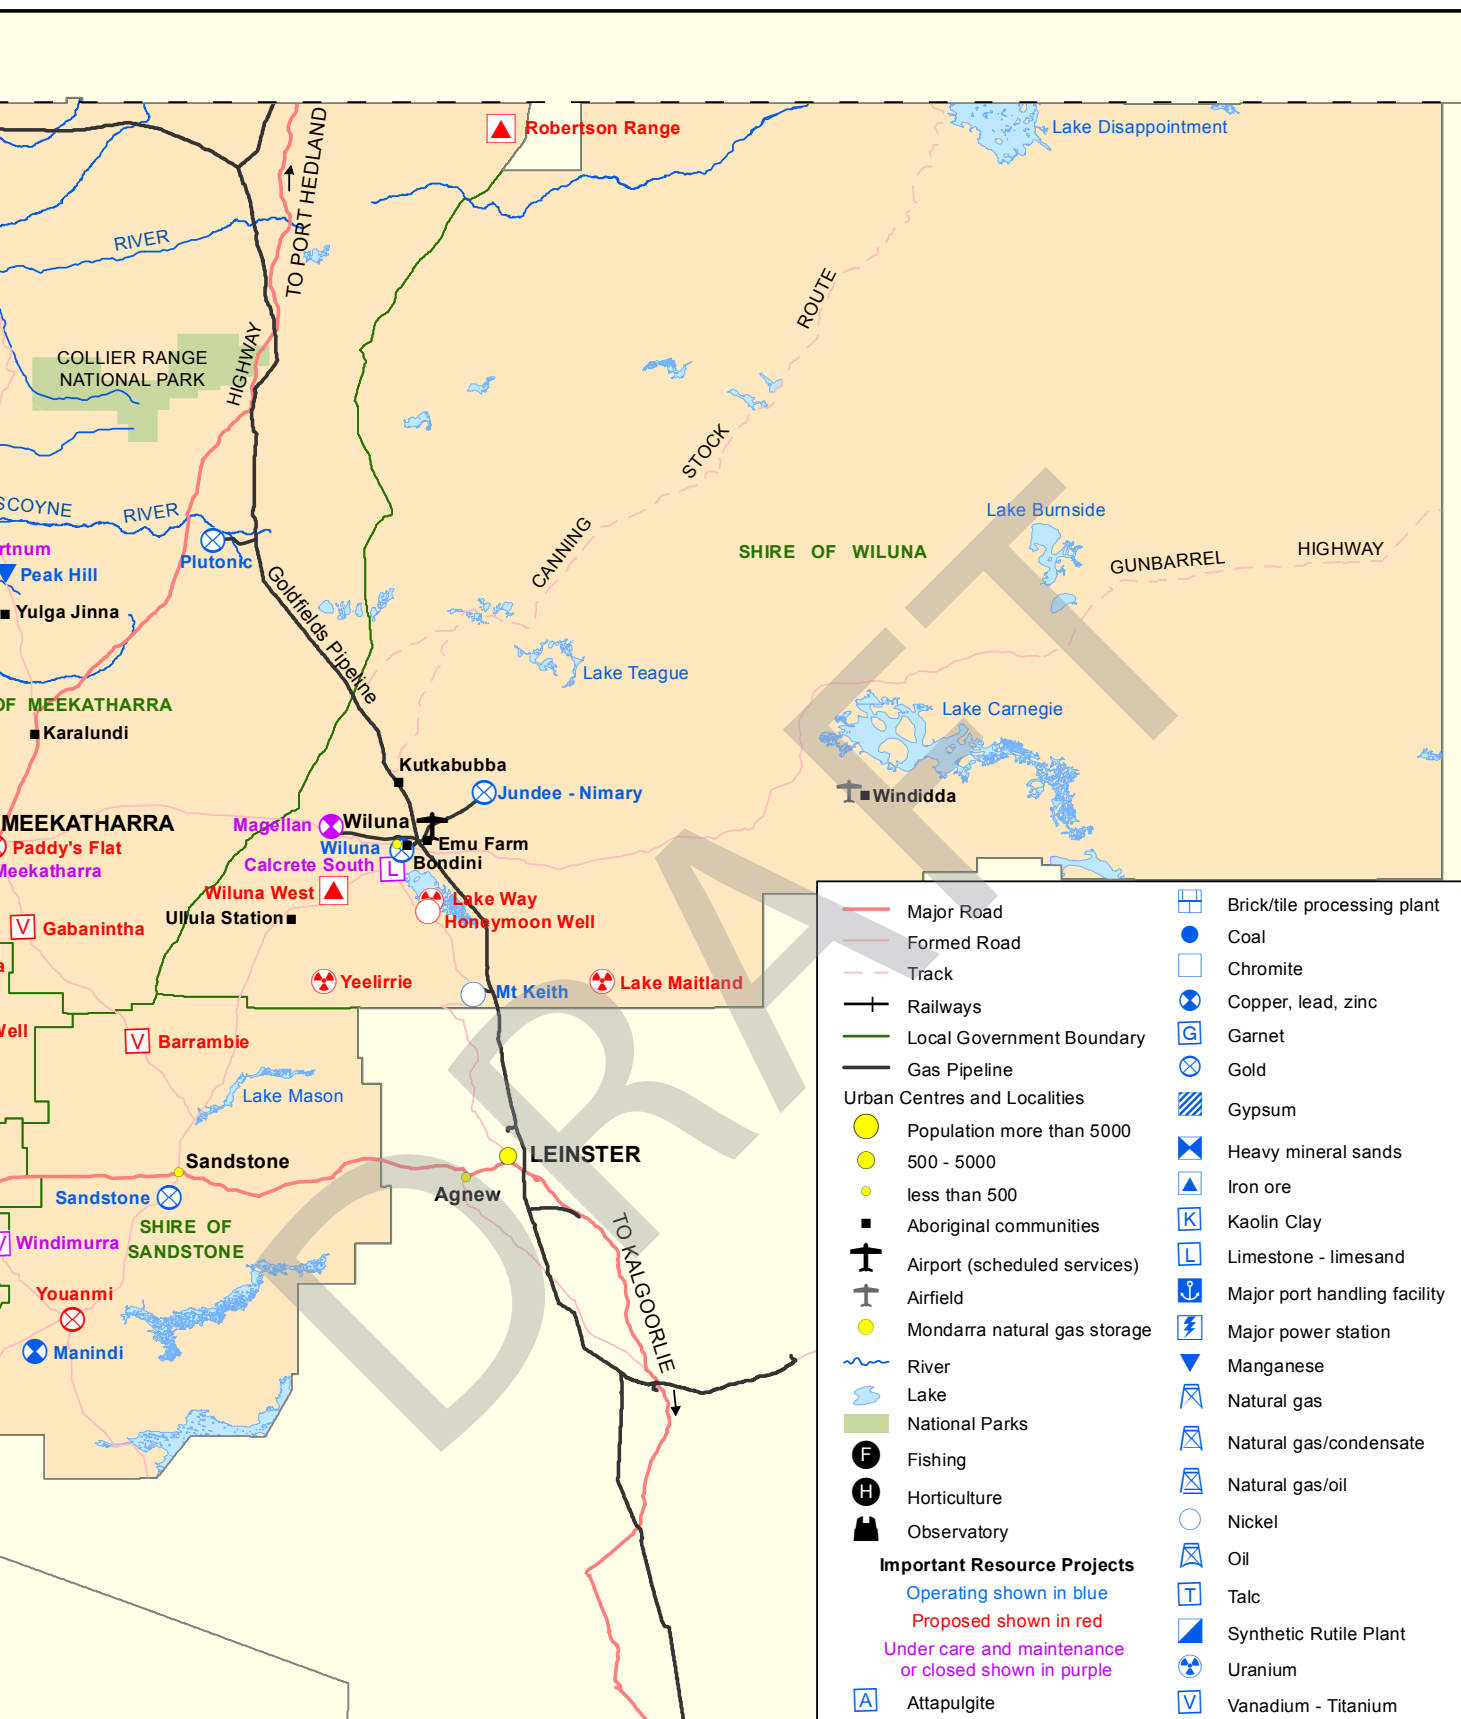 Robertson Range
Lake Disappointment
TO PORT HEDLAND
RIVER
ROUTE
COLLIER RANGE
NATIONAL PARK
HIGHWAY
STOCK
SCOYNE
RIVER
Lake Burnside
CANNING
SHIRE OF WILUNA
GUNBARREL
HIGHWAY
rtnum
Plutonic
Peak Hill
Goldfields Pipeline
Yulga Jinna
Lake Teague
OF MEEKATHARRA
Lake Carnegie
Karalundi
Kutkabubba
Jundee - Nimary
Windidda
MEEKATHARRA
Magellan
Wiluna
Paddy's Flat
Wiluna
Emu Farm
Meekatharra
Calcrete South
L
Bondini
Wiluna West
Lake Way
V
Gabanintha
Ullula Station
Honeymoon Well
a
Yeelirrie
Mt Keith
Lake Maitland
Well
V
Barrambie
Lake Mason
Sandstone
LEINSTER
Sandstone
Agnew
SHIRE OF
SANDSTONE
V
Windimurra
TO KALGOORLIE
Youanmi
Manindi
DRAFT
Major Road
Formed Road
Track
Railways
Local Government Boundary
Gas Pipeline
Urban Centres and Localities
Population more than 5000
500 - 5000
less than 500
Aboriginal communities
Airport (scheduled services)
Airfield
Mondarra natural gas storage
River
Lake
National Parks
F
Fishing
H
Horticulture
Observatory
Important Resource Projects
Operating shown in blue
Proposed shown in red
Under care and maintenance
or closed shown in purple
A
Attapulgite
Brick/tile processing plant
Coal
Chromite
Copper, lead, zinc
G
Garnet
Gold
Gypsum
Heavy mineral sands
Iron ore
K
Kaolin Clay
L
Limestone - limesand
Major port handling facility
Major power station
Manganese
Natural gas
Natural gas/condensate
Natural gas/oil
Nickel
Oil
T
Talc
Synthetic Rutile Plant
Uranium
V
Vanadium - Titanium